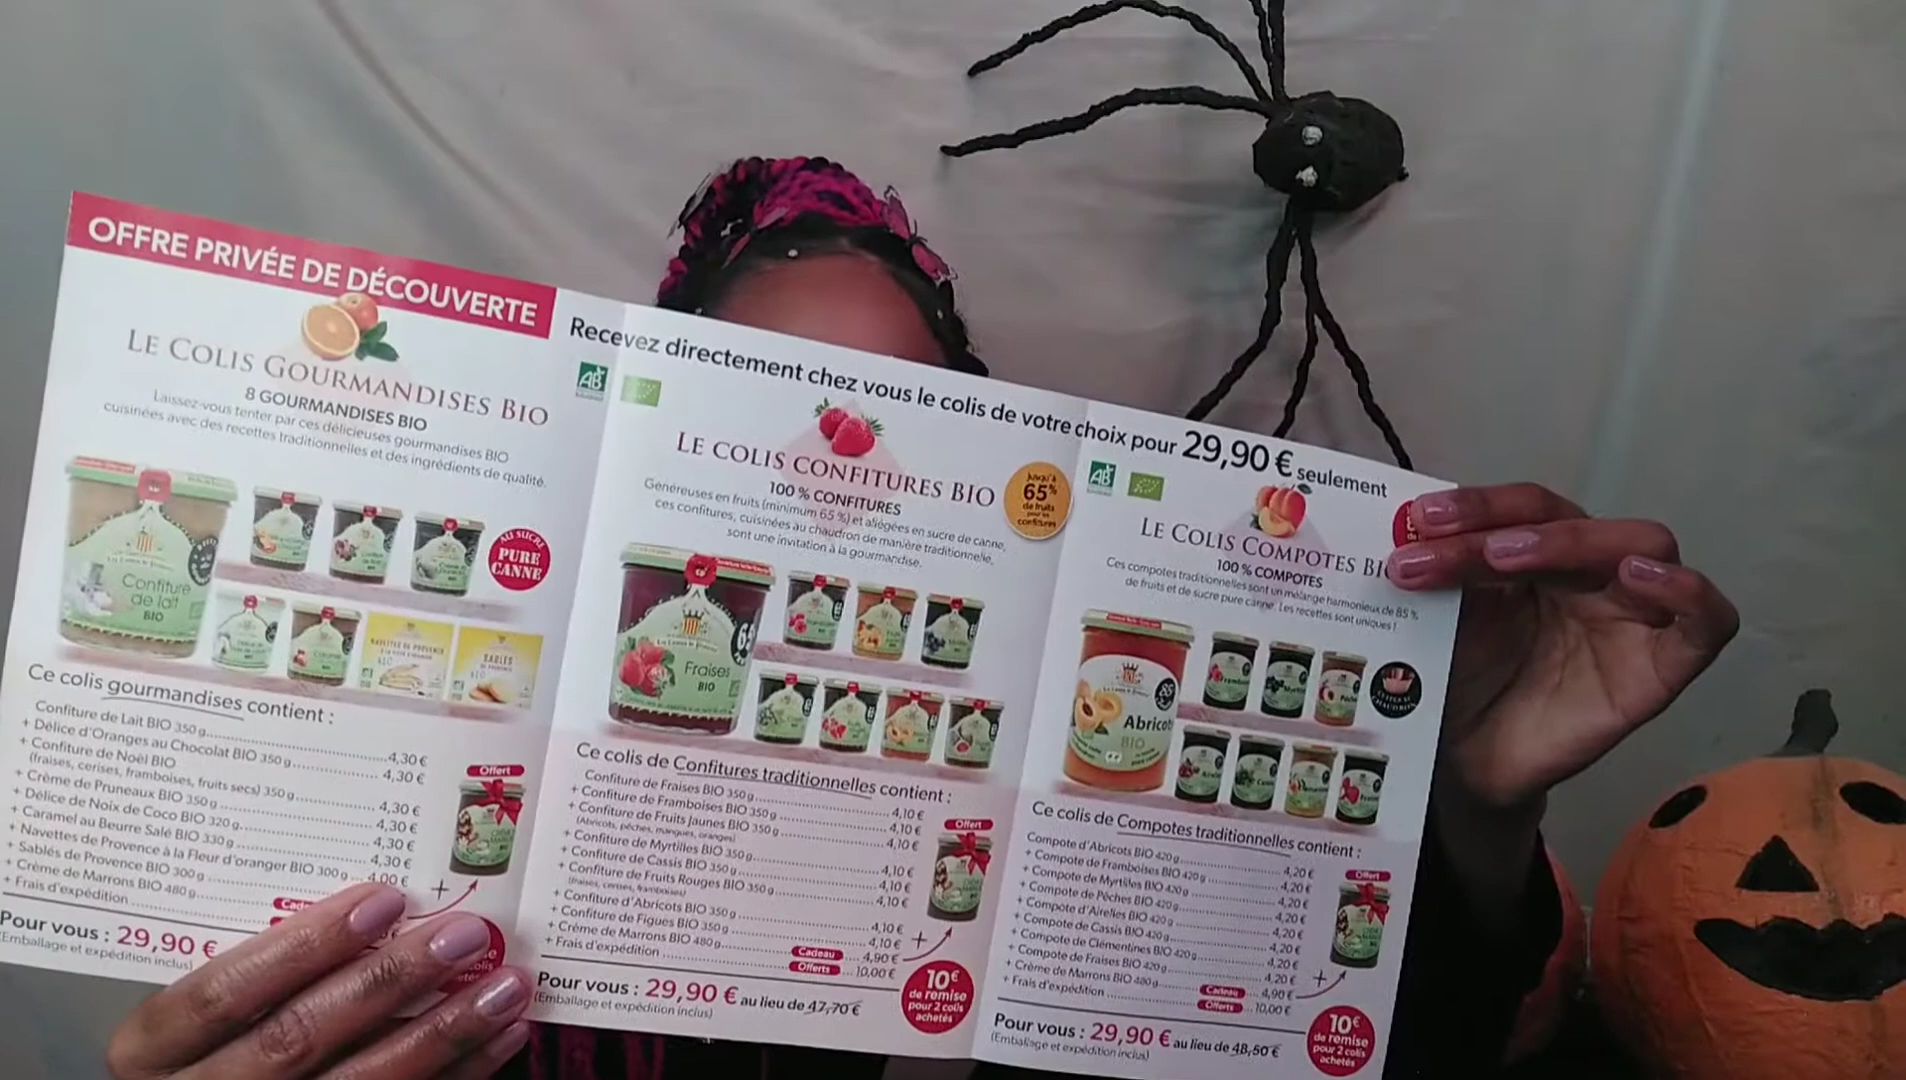 OFFRE PRIVÉE DE DÉCOUVERTE
Recevez directement chez vous le colis de votre choix pour 29,90 € seulement
LE COLIS GOURMANDISES BIO
8 GOURMANDISES BIO
Laissez-vous tenter par ces délicieuses gourmandises BIO
cuisinées avec des recettes traditionnelles et des ingrédients de qualité.
Confiture
de lait
BIO
AU SUCRE
PURE
CANNE
NAVETTES DE PROVENCE
SABLÉS
Ce colis gourmandises contient :
Confiture de Lait BIO 350 g 4,30 €
+ Délice d'Oranges au Chocolat BIO 350 g 4,30 €
+ Confiture de Noël BIO
(fraises, cerises, framboises, fruits secs) 350 g 4,30 €
+ Crème de Pruneaux BIO 350 g 4,30 €
+ Délice de Noix de Coco BIO 320 g 4,30 €
+ Caramel au Beurre Salé BIO 330 g 4,30 €
+ Navettes de Provence à la Fleur d'oranger BIO 300 g 4,00 €
+ Sablés de Provence BIO 300 g
+ Crème de Marrons BIO 480 g
+ Frais d'expédition
Offert
Pour vous : 29,90 €
(Emballage et expédition inclus)
AB
LE COLIS CONFITURES BIO
100 % CONFITURES
Généreuses en fruits (minimum 65 %) et allégées en sucre de canne,
ces confitures, cuisinées au chaudron de manière traditionnelle,
sont une invitation à la gourmandise.
Jusqu'à
65%
de fruits
pour les
confitures
Fraises
BIO
Ce colis de Confitures traditionnelles contient :
Confiture de Fraises BIO 350 g 4,10 €
+ Confiture de Framboises BIO 350 g 4,10 €
+ Confiture de Fruits Jaunes BIO 350 g 4,10 €
(Abricots, pêches, mangues, oranges)
+ Confiture de Myrtilles BIO 350 g 4,10 €
+ Confiture de Cassis BIO 350 g 4,10 €
+ Confiture de Fruits Rouges BIO 350 g 4,10 €
(fraises, cerises, framboises)
+ Confiture d'Abricots BIO 350 g 4,10 €
+ Confiture de Figues BIO 350 g 4,10 €
+ Crème de Marrons BIO 480 g Cadeau 4,90 €
+ Frais d'expédition Offerts 10,00 €
Offert
Pour vous : 29,90 € au lieu de 47,70 €
(Emballage et expédition inclus)
10€
de remise
pour 2 colis
achetés
AB
LE COLIS COMPOTES
100 % COMPOTES
Ces compotes traditionnelles sont un mélange harmonieux de 85 %
de fruits et de sucre pure canne. Les recettes sont uniques !
85
Abricot
BIO
Ce colis de Compotes traditionnelles contient :
Compote d'Abricots BIO 420 g 4,20 €
+ Compote de Framboises BIO 420 g 4,20 €
+ Compote de Myrtilles BIO 420 g 4,20 €
+ Compote de Pêches BIO 420 g 4,20 €
+ Compote d'Airelles BIO 420 g 4,20 €
+ Compote de Cassis BIO 420 g 4,20 €
+ Compote de Clémentines BIO 420 g 4,20 €
+ Compote de Fraises BIO 420 g 4,20 €
+ Crème de Marrons BIO 480 g Cadeau 4,90 €
+ Frais d'expédition Offerts 10,00 €
Offert
Pour vous : 29,90 € au lieu de 48,50 €
(Emballage et expédition inclus)
10€
de remise
pour 2 colis
achetés